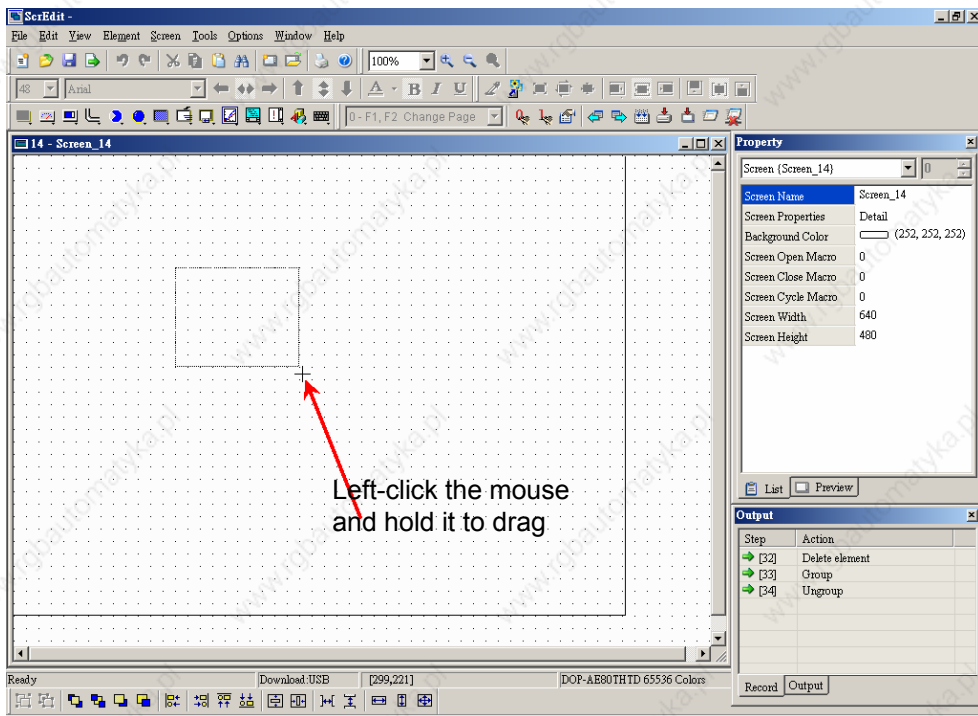 ScrEdit -
File Edit View Element Screen Tools Options Window Help
100%
48 Arial A B I U
0 - F1, F2 Change Page
14 - Screen_14
Left-click the mouse
and hold it to drag
Property
Screen {Screen_14} 0
Screen Name Screen_14
Screen Properties Detail
Background Color (252, 252, 252)
Screen Open Macro 0
Screen Close Macro 0
Screen Cycle Macro 0
Screen Width 640
Screen Height 480
List Preview
Output
Step Action
[32] Delete element
[33] Group
[34] Ungroup
Record Output
Ready Download:USB [299,221] DOP-AE80THTD 65536 Colors
www.rgbautomatyka.pl